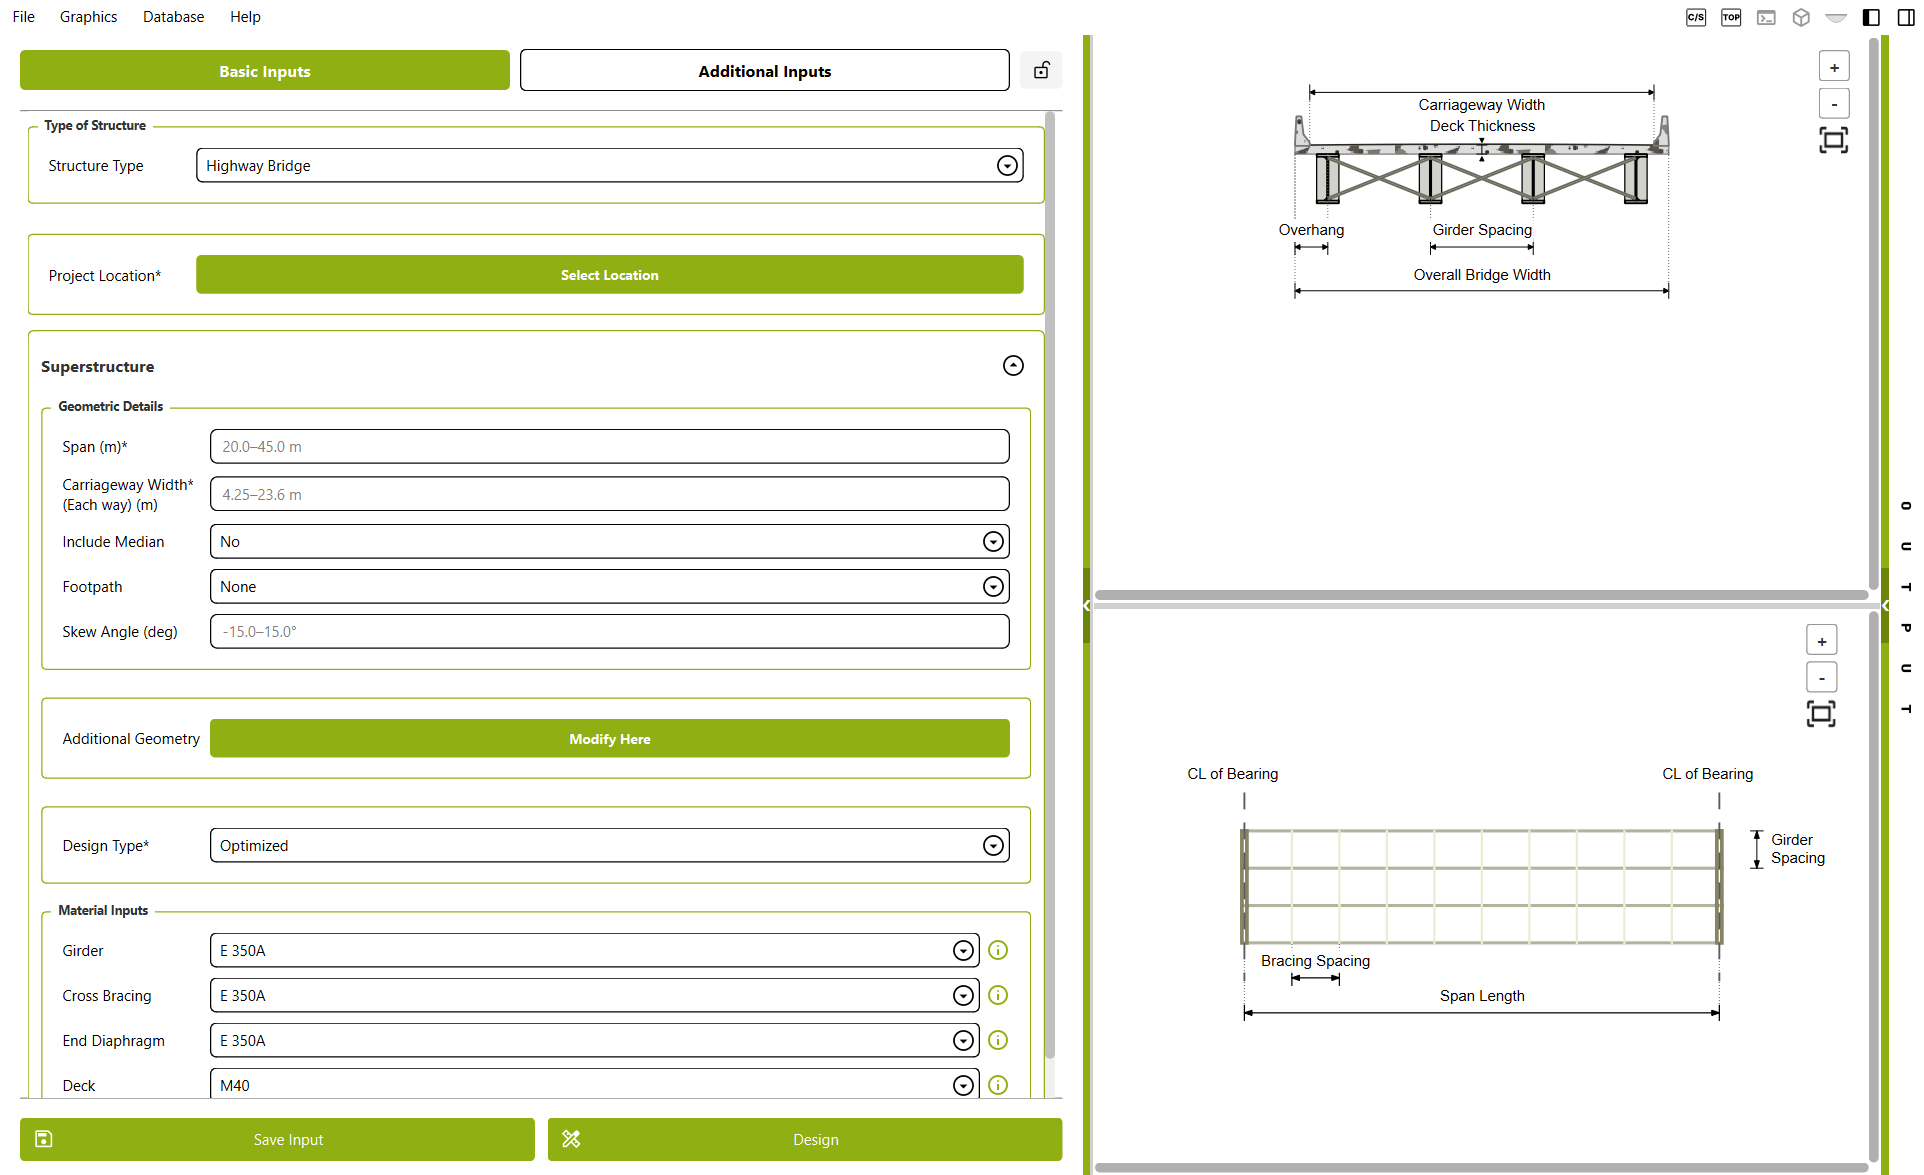 File Graphics Database Help
C/S TOP
Basic Inputs Additional Inputs
Type of Structure
Structure Type Highway Bridge
Project Location* Select Location
Superstructure
Geometric Details
Span (m)* 20.0–45.0 m
Carriageway Width*
(Each way) (m) 4.25–23.6 m
Include Median No
Footpath None
Skew Angle (deg) -15.0–15.0°
Additional Geometry Modify Here
Design Type* Optimized
Material Inputs
Girder E 350A
Cross Bracing E 350A
End Diaphragm E 350A
Deck M40
Save Input Design
+
-
Carriageway Width
Deck Thickness
Overhang Girder Spacing
Overall Bridge Width
+
-
CL of Bearing CL of Bearing
Girder
Spacing
Bracing Spacing
Span Length
OUTPUT